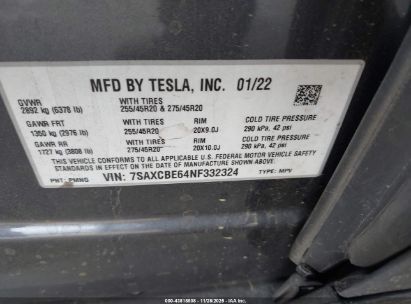 MFD BY TESLA, INC. 01/22
GVWR
2892 kg (6378 lb)
WITH TIRES
255/45R20 & 275/45R20
GAWR FRT
1350 kg (2976 lb)
WITH TIRES
255/45R20
RIM
20X9.0J
COLD TIRE PRESSURE
290 kPa, 42 psi
GAWR RR
1727 kg (3808 lb)
WITH TIRES
275/45R20
RIM
20X10.0J
COLD TIRE PRESSURE
290 kPa, 42 psi
THIS VEHICLE CONFORMS TO ALL APPLICABLE U.S. FEDERAL MOTOR VEHICLE SAFETY
STANDARDS IN EFFECT ON THE DATE OF MANUFACTURE SHOWN ABOVE.
PNT: PMNG
VIN: 7SAXCBE64NF332324
TYPE: MPV